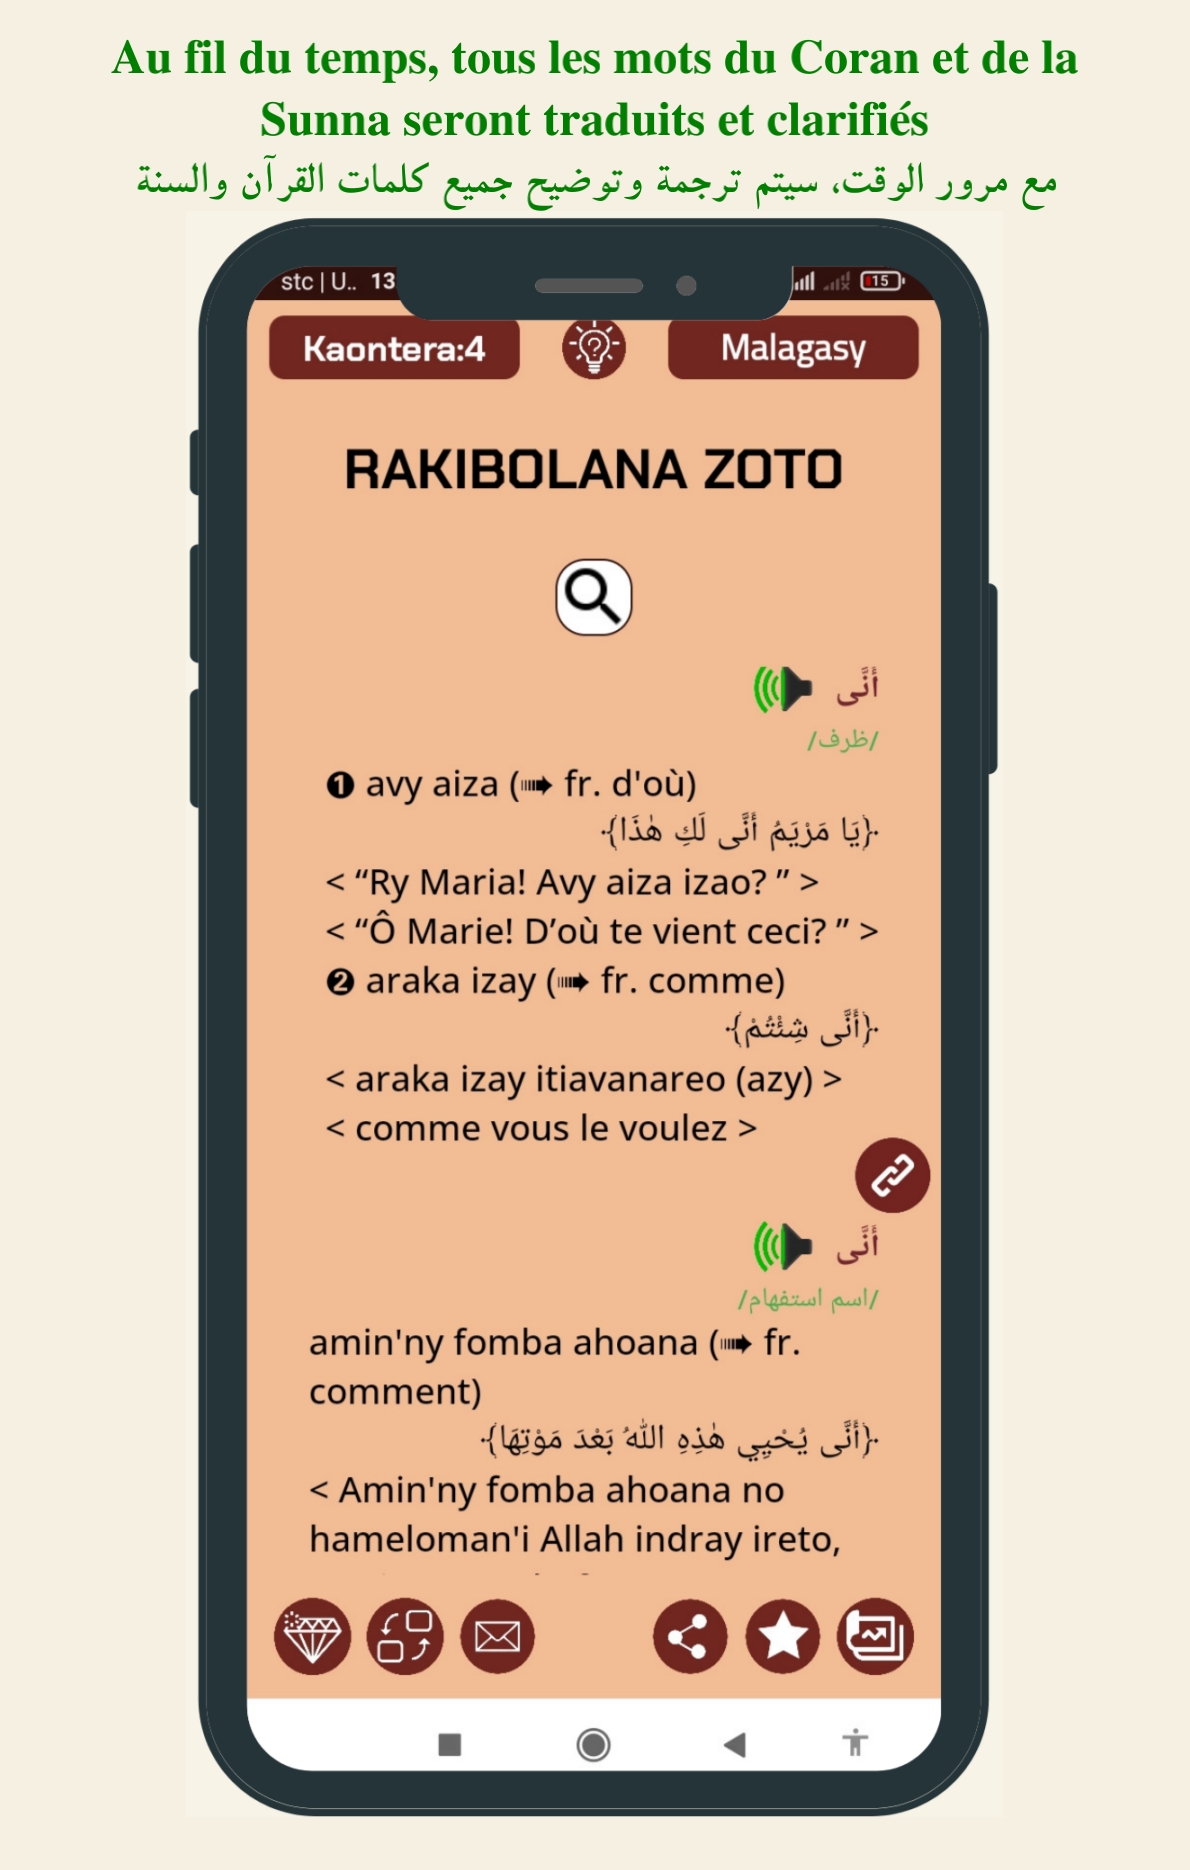 Au fil du temps, tous les mots du Coran et de la
Sunna seront traduits et clarifiés
مع مرور الوقت، سيتم ترجمة وتوضيح جميع كلمات القرآن والسنة
stc | U.. 13
15
Kaontera:4
Malagasy
RAKIBOLANA ZOTO
أَنَّى
/ظرف/
❶ avy aiza (➠ fr. d'où)
·{يَا مَرْيَمُ أَنَّى لَكِ هَٰذَا}·
< “Ry Maria! Avy aiza izao? ” >
< “Ô Marie! D’où te vient ceci? ” >
❷ araka izay (➠ fr. comme)
·{أَنَّى شِئْتُمْ}·
< araka izay itiavanareo (azy) >
< comme vous le voulez >
أَنَّى
/اسم استفهام/
amin'ny fomba ahoana (➠ fr.
comment)
·{أَنَّى يُحْيِي هَٰذِهِ اللَّهُ بَعْدَ مَوْتِهَا}·
< Amin'ny fomba ahoana no
hameloman'i Allah indray ireto,